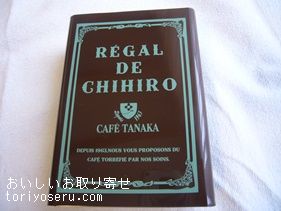 RÉGAL
DE
CHIHIRO
CAFÉ TANAKA
DEPUIS 1963,NOUS VOUS PROPOSONS DU
CAFÉ TORRÉFIÉ PAR NOS SOINS.
おいしいお取り寄せ
toriyoseru.com